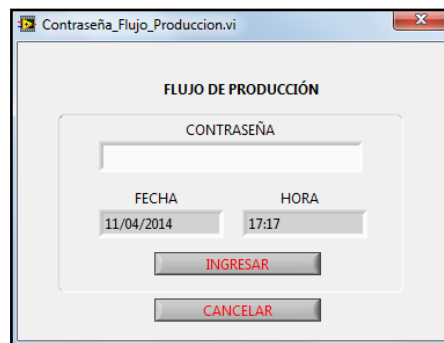 Contraseña_Flujo_Produccion.vi
FLUJO DE PRODUCCIÓN
CONTRASEÑA
FECHA HORA
11/04/2014 17:17
INGRESAR
CANCELAR